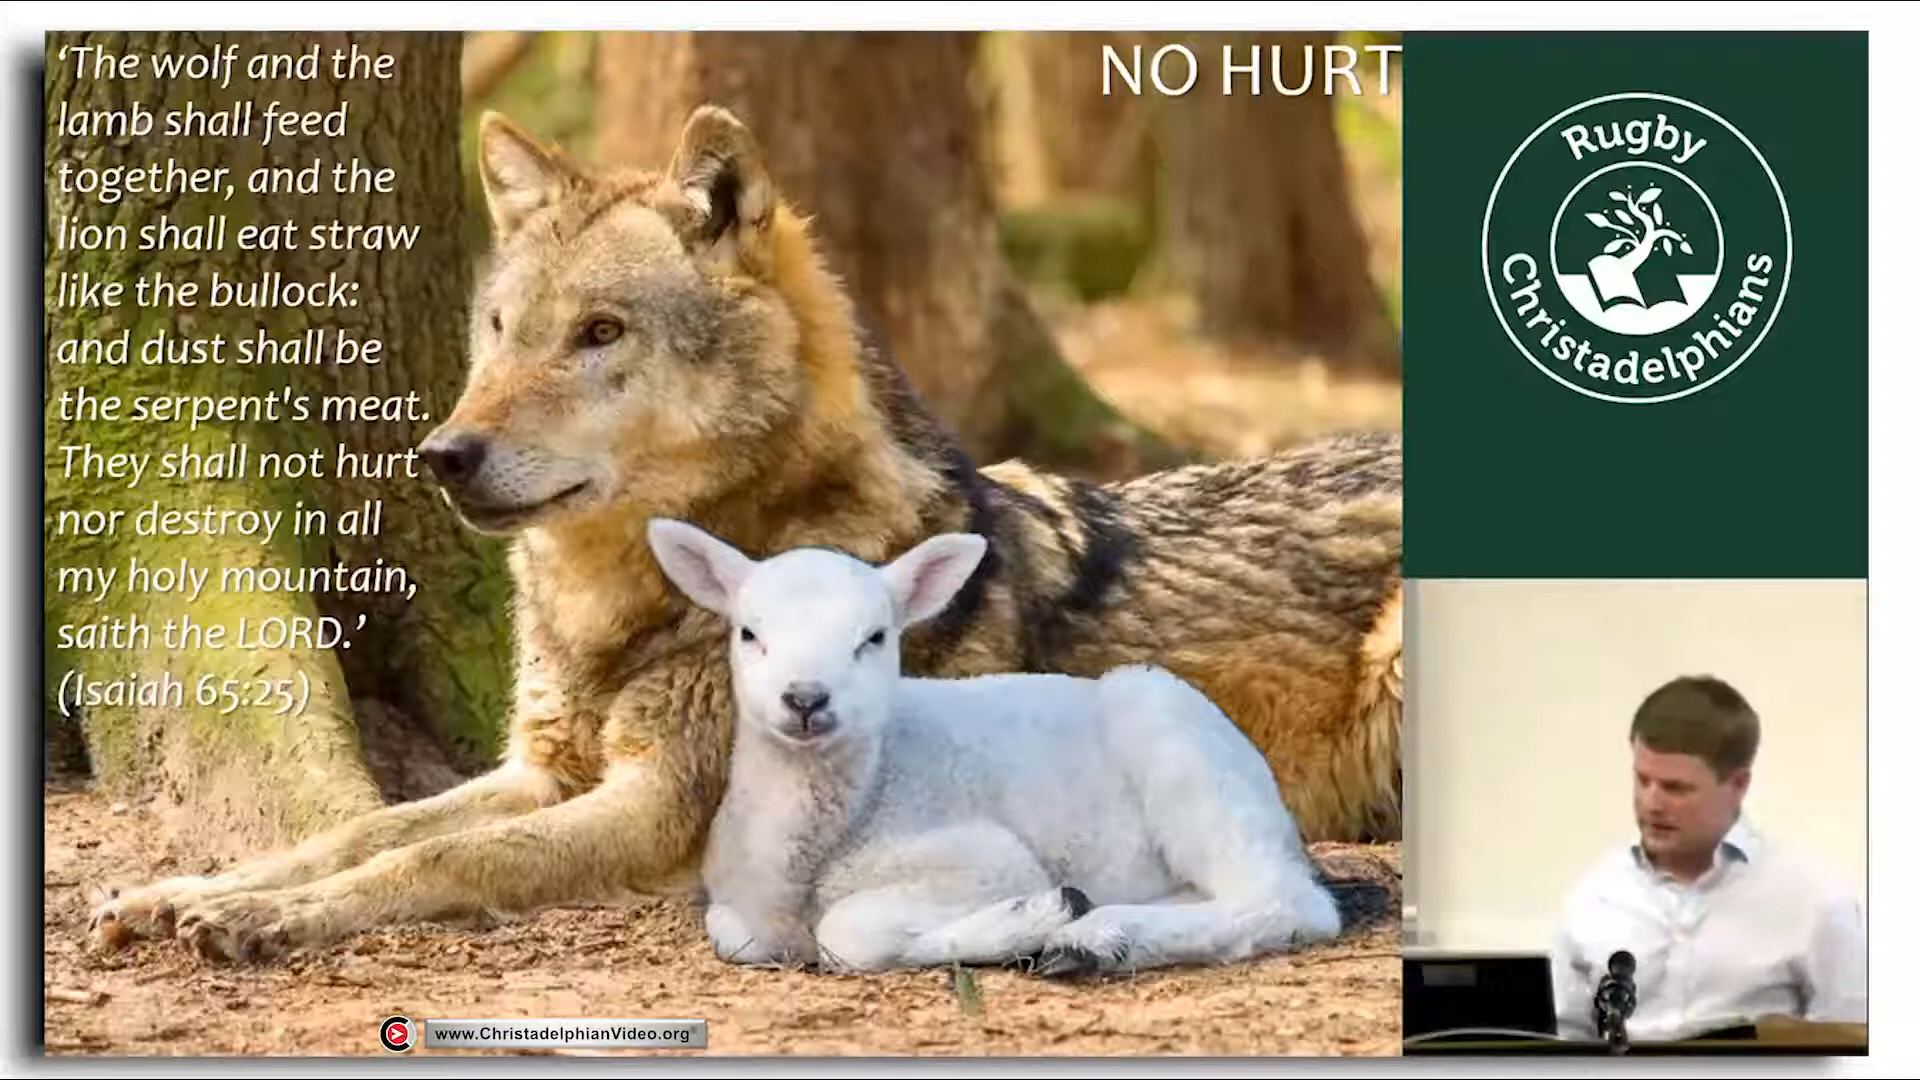 ‘The wolf and the
lamb shall feed
together, and the
lion shall eat straw
like the bullock:
and dust shall be
the serpent's meat.
They shall not hurt
nor destroy in all
my holy mountain,
saith the LORD.’
(Isaiah 65:25)
NO HURT
Rugby
Christadelphians
www.ChristadelphianVideo.org